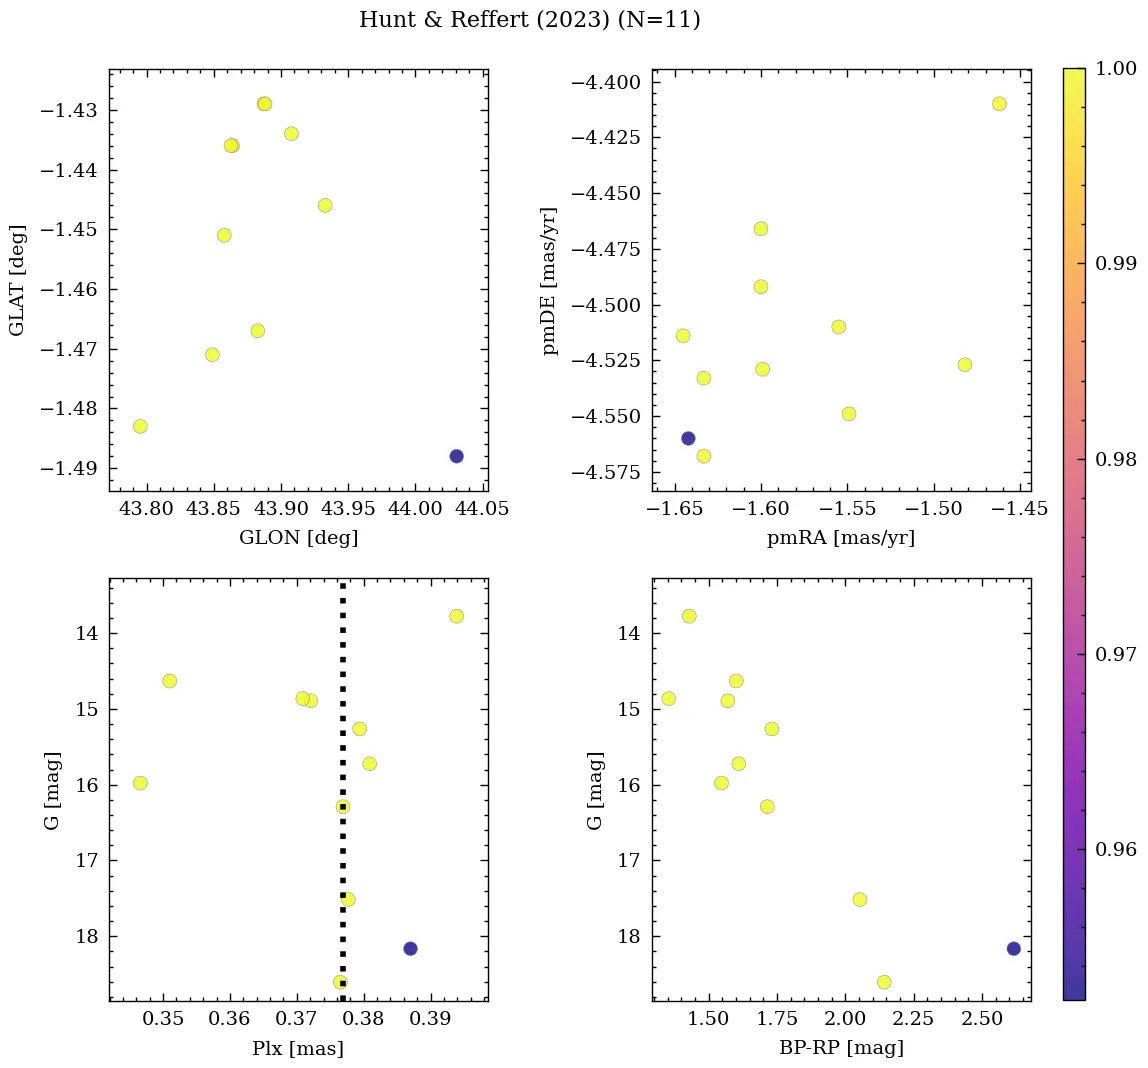 Hunt & Reffert (2023) (N=11)
−1.43
−1.44
−1.45
−1.46
−1.47
−1.48
−1.49
GLAT [deg]
43.80 43.85 43.90 43.95 44.00 44.05
GLON [deg]
−4.400
−4.425
−4.450
−4.475
−4.500
−4.525
−4.550
−4.575
pmDE [mas/yr]
−1.65 −1.60 −1.55 −1.50 −1.45
pmRA [mas/yr]
14
15
16
17
18
G [mag]
0.35 0.36 0.37 0.38 0.39
Plx [mas]
14
15
16
17
18
G [mag]
1.50 1.75 2.00 2.25 2.50
BP-RP [mag]
1.00
0.99
0.98
0.97
0.96